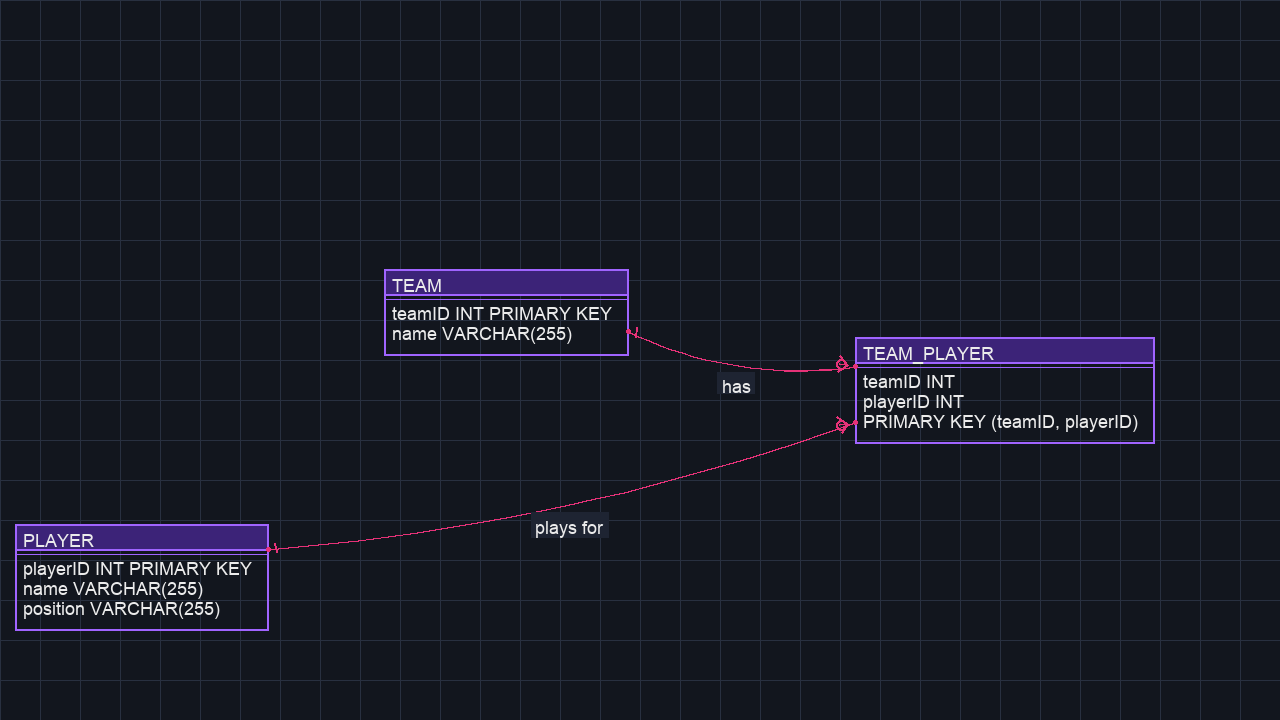 TEAM
teamID INT PRIMARY KEY
name VARCHAR(255)
TEAM_PLAYER
teamID INT
playerID INT
PRIMARY KEY (teamID, playerID)
has
plays for
PLAYER
playerID INT PRIMARY KEY
name VARCHAR(255)
position VARCHAR(255)